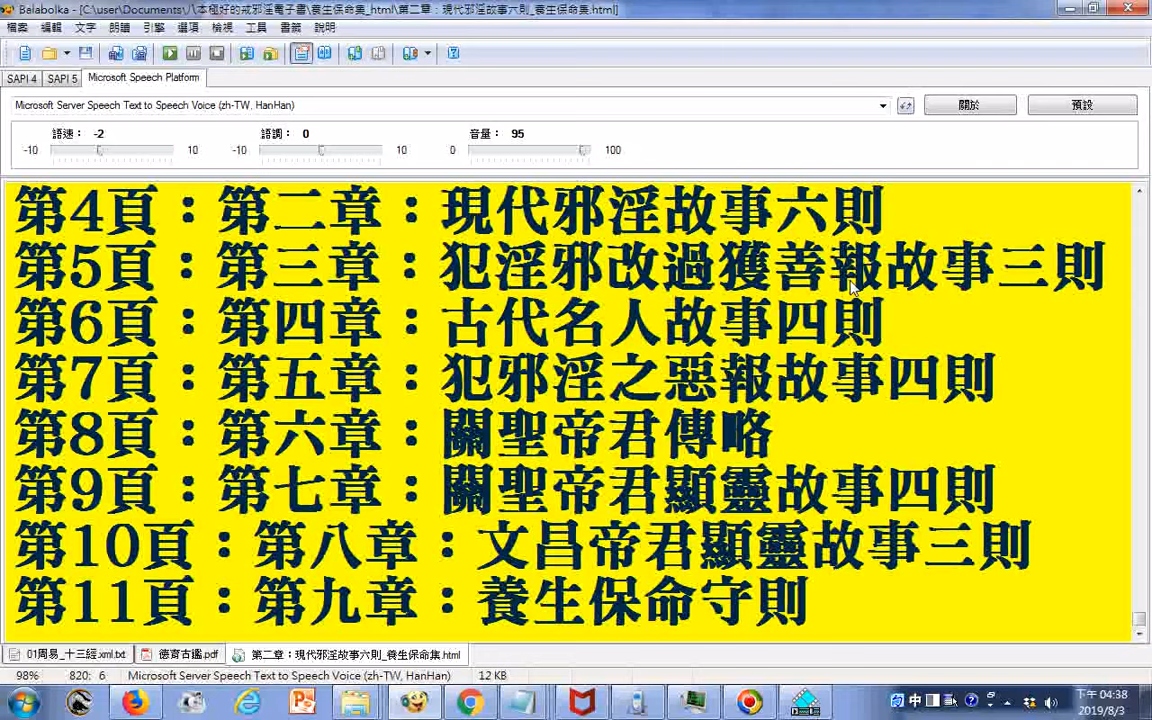 Balabolka - [C:\user\Documents\八本極好的戒邪淫電子書\養生保命集_html\第二章：現代邪淫故事六則_養生保命集.html]
檔案 編輯 文字 朗讀 引擎 選項 檢視 工具 書籤 說明
SAPI 4 SAPI 5 Microsoft Speech Platform
Microsoft Server Speech Text to Speech Voice (zh-TW, HanHan) 關於 預設
語速： -2 語調： 0 音量： 95
-10 10 -10 10 0 100
第4頁：第二章：現代邪淫故事六則
第5頁：第三章：犯淫邪改過獲善報故事三則
第6頁：第四章：古代名人故事四則
第7頁：第五章：犯邪淫之惡報故事四則
第8頁：第六章：關聖帝君傳略
第9頁：第七章：關聖帝君顯靈故事四則
第10頁：第八章：文昌帝君顯靈故事三則
第11頁：第九章：養生保命守則
01周易_十三經.xml.txt 德育古鑑.pdf 第二章：現代邪淫故事六則_養生保命集.html
98% 820: 6 Microsoft Server Speech Text to Speech Voice (zh-TW, HanHan) 12 KB
中 下午 04:38
2019/8/3